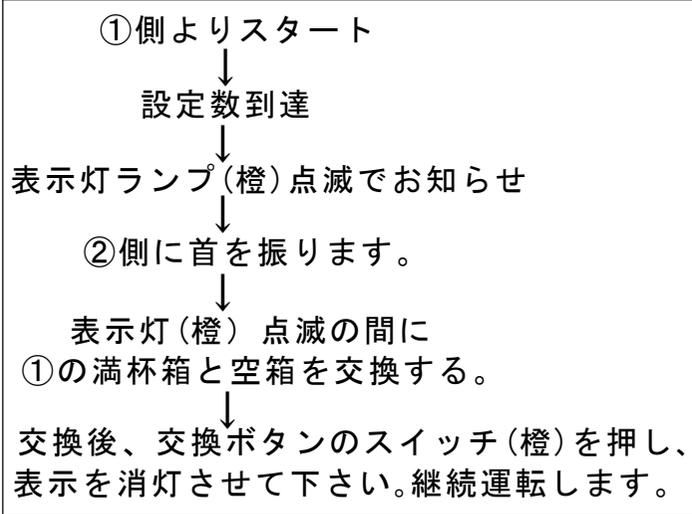 ①側よりスタート
↓
設定数到達
↓
表示灯ランプ(橙)点滅でお知らせ
↓
②側に首を振ります。
↓
表示灯(橙) 点滅の間に
①の満杯箱と空箱を交換する。
↓
交換後、交換ボタンのスイッチ(橙)を押し、
表示を消灯させて下さい。継続運転します。